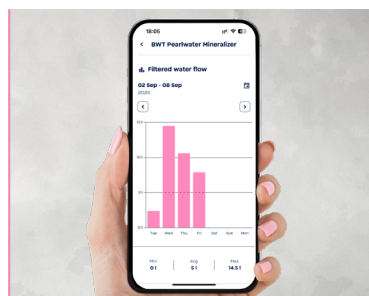 18:05
BWT Pearlwater Mineralizer
Filtered water flow
02 Sep - 08 Sep
Tue Wed Thu Fri Sat Sun Mon
Min Avg Max
0 l 5 l 14.5 l